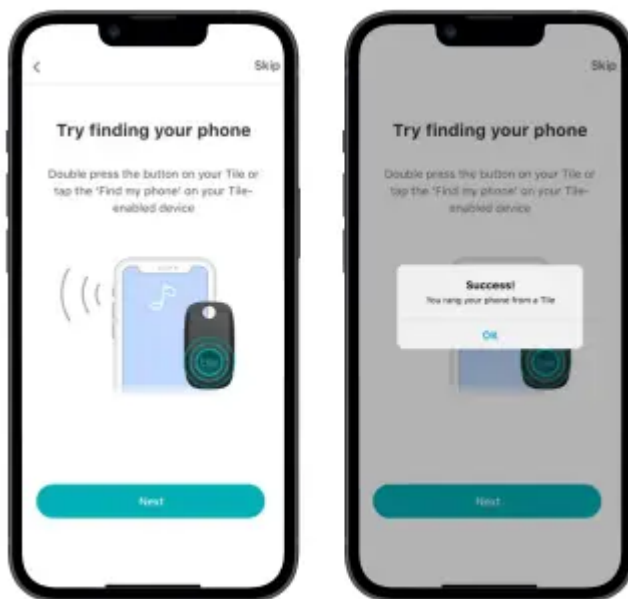 Skip
Try finding your phone
Double press the button on your Tile or
tap the 'Find my phone' on your Tile-
enabled device
tile
Next
Skip
Try finding your phone
Double press the button on your Tile or
tap the 'Find my phone' on your Tile-
enabled device
Success!
You rang your phone from a Tile
OK
tile
Next